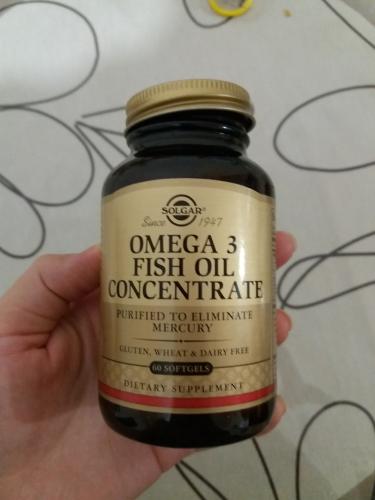 SOLGAR®
Since 1947
OMEGA 3
FISH OIL
CONCENTRATE
PURIFIED TO ELIMINATE
MERCURY
GLUTEN, WHEAT & DAIRY FREE
60 SOFTGELS
DIETARY SUPPLEMENT